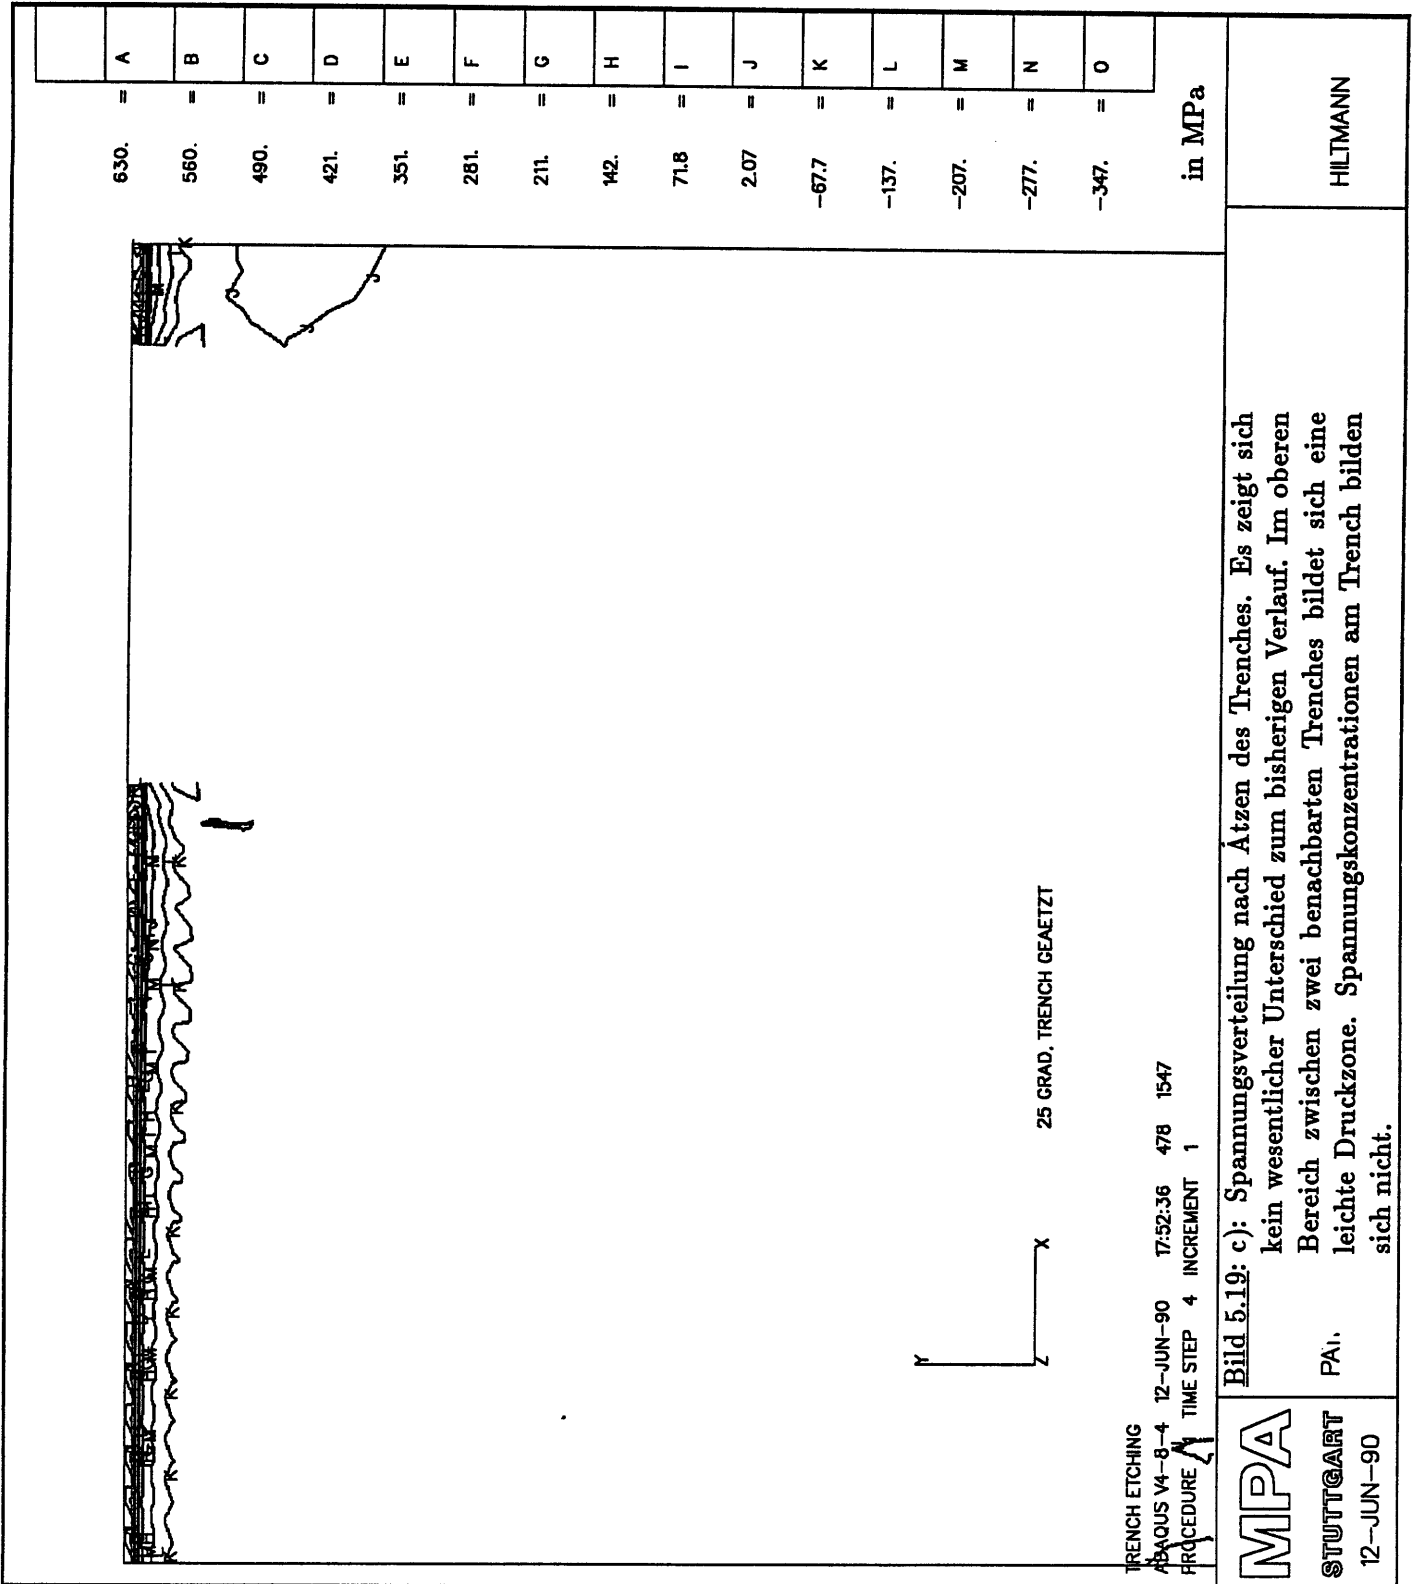 A = 630.
B = 560.
C = 490.
D = 421.
E = 351.
F = 281.
G = 211.
H = 142.
I = 71.8
J = 2.07
K = −67.7
L = −137.
M = −207.
N = −277.
O = −347.
in MPa
K
J
J
J
M
N
K
M
K
K
K
K
K
K
K
25 GRAD, TRENCH GEAETZT
Y
X
Z
TRENCH ETCHING
ABAQUS V4−8−4 12−JUN−90 17:52:36 478 1547
PROCEDURE TIME STEP 4 INCREMENT 1
Bild 5.19: c): Spannungsverteilung nach Ätzen des Trenches. Es zeigt sich
kein wesentlicher Unterschied zum bisherigen Verlauf. Im oberen
Bereich zwischen zwei benachbarten Trenches bildet sich eine
leichte Druckzone. Spannungskonzentrationen am Trench bilden
sich nicht.
MPA
STUTTGART
12−JUN−90
HILTMANN